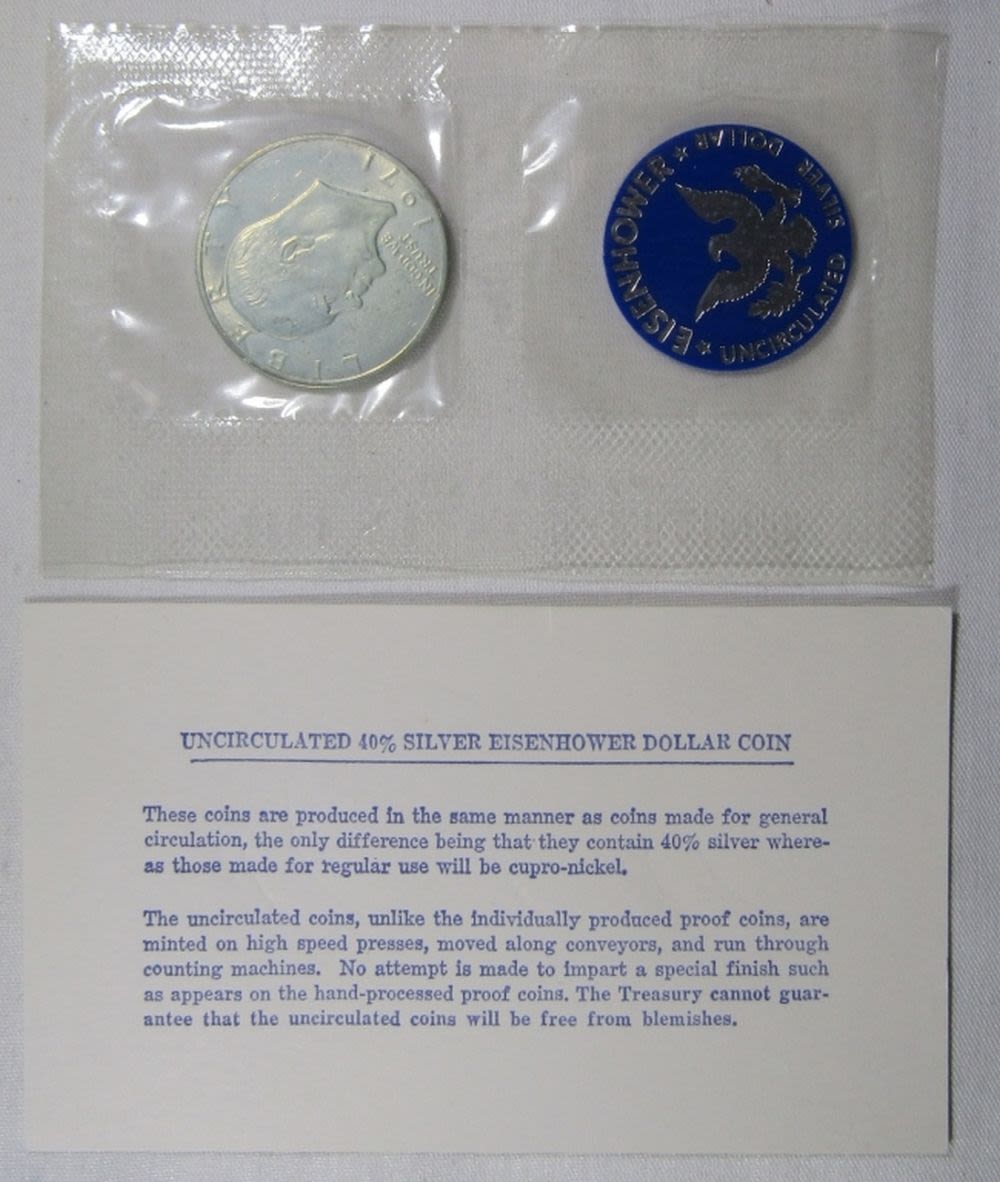 LIBERTY
IN GOD WE
TRUST
1971
EISENHOWER ★ SILVER DOLLAR
★ UNCIRCULATED
UNCIRCULATED 40% SILVER EISENHOWER DOLLAR COIN
These coins are produced in the same manner as coins made for general
circulation, the only difference being that they contain 40% silver where-
as those made for regular use will be cupro-nickel.
The uncirculated coins, unlike the individually produced proof coins, are
minted on high speed presses, moved along conveyors, and run through
counting machines. No attempt is made to impart a special finish such
as appears on the hand-processed proof coins. The Treasury cannot guar-
antee that the uncirculated coins will be free from blemishes.